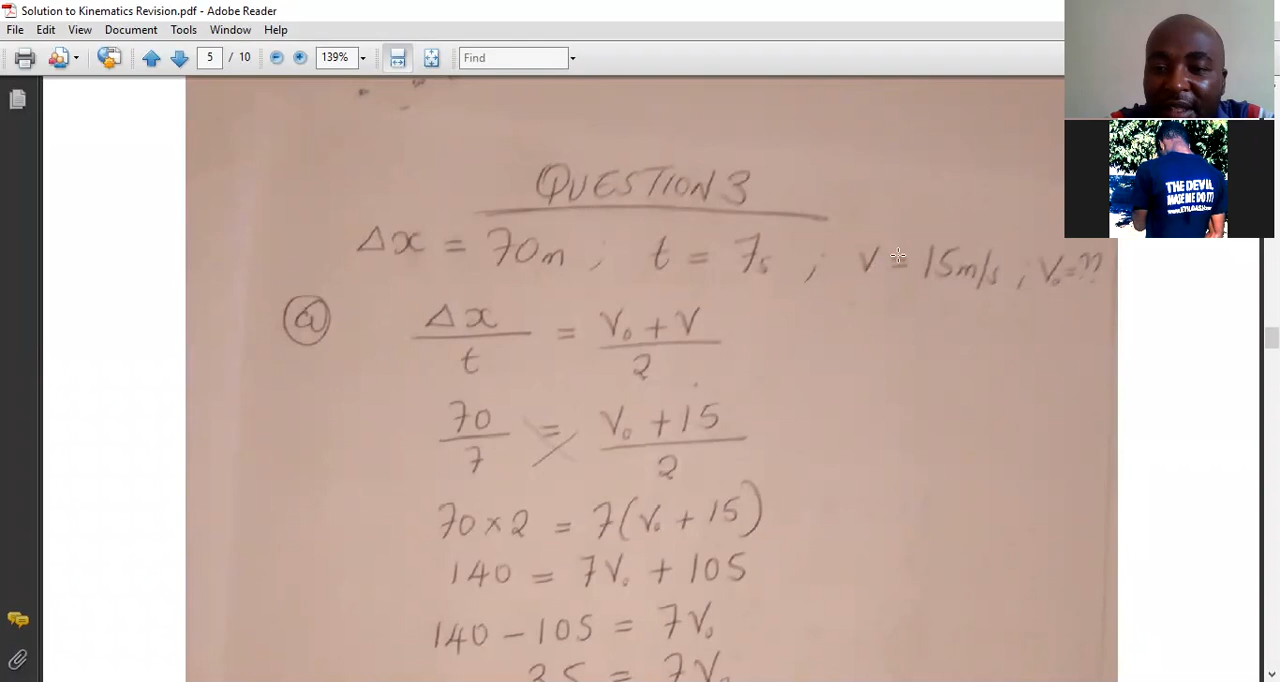 Solution to Kinematics Revision.pdf - Adobe Reader
File Edit View Document Tools Window Help
5 / 10 139% Find
THE DEVIL
MADE ME DO IT!
QUESTION 3
Δx = 70m ; t = 7s ; V = 15m/s , V₀=??
ⓐ Δx/t = (V₀ + V)/2
70/7 = (V₀ + 15)/2
70 × 2 = 7(V₀ + 15)
140 = 7V₀ + 105
140 - 105 = 7V₀
35 = 7V₀